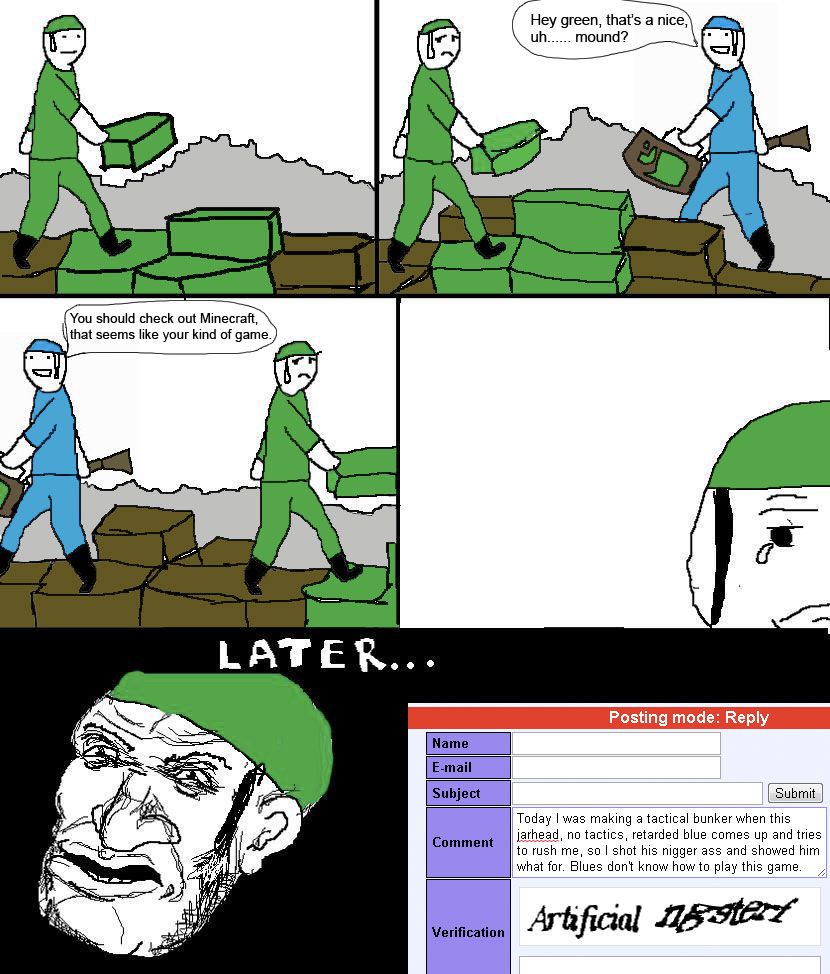 Hey green, that's a nice,
uh...... mound?
You should check out Minecraft,
that seems like your kind of game.
LATER...
Posting mode: Reply
Name
E-mail
Subject
Submit
Comment
Today I was making a tactical bunker when this
jarhead, no tactics, retarded blue comes up and tries
to rush me, so I shot his nigger ass and showed him
what for. Blues don't know how to play this game.
Verification
Artificial